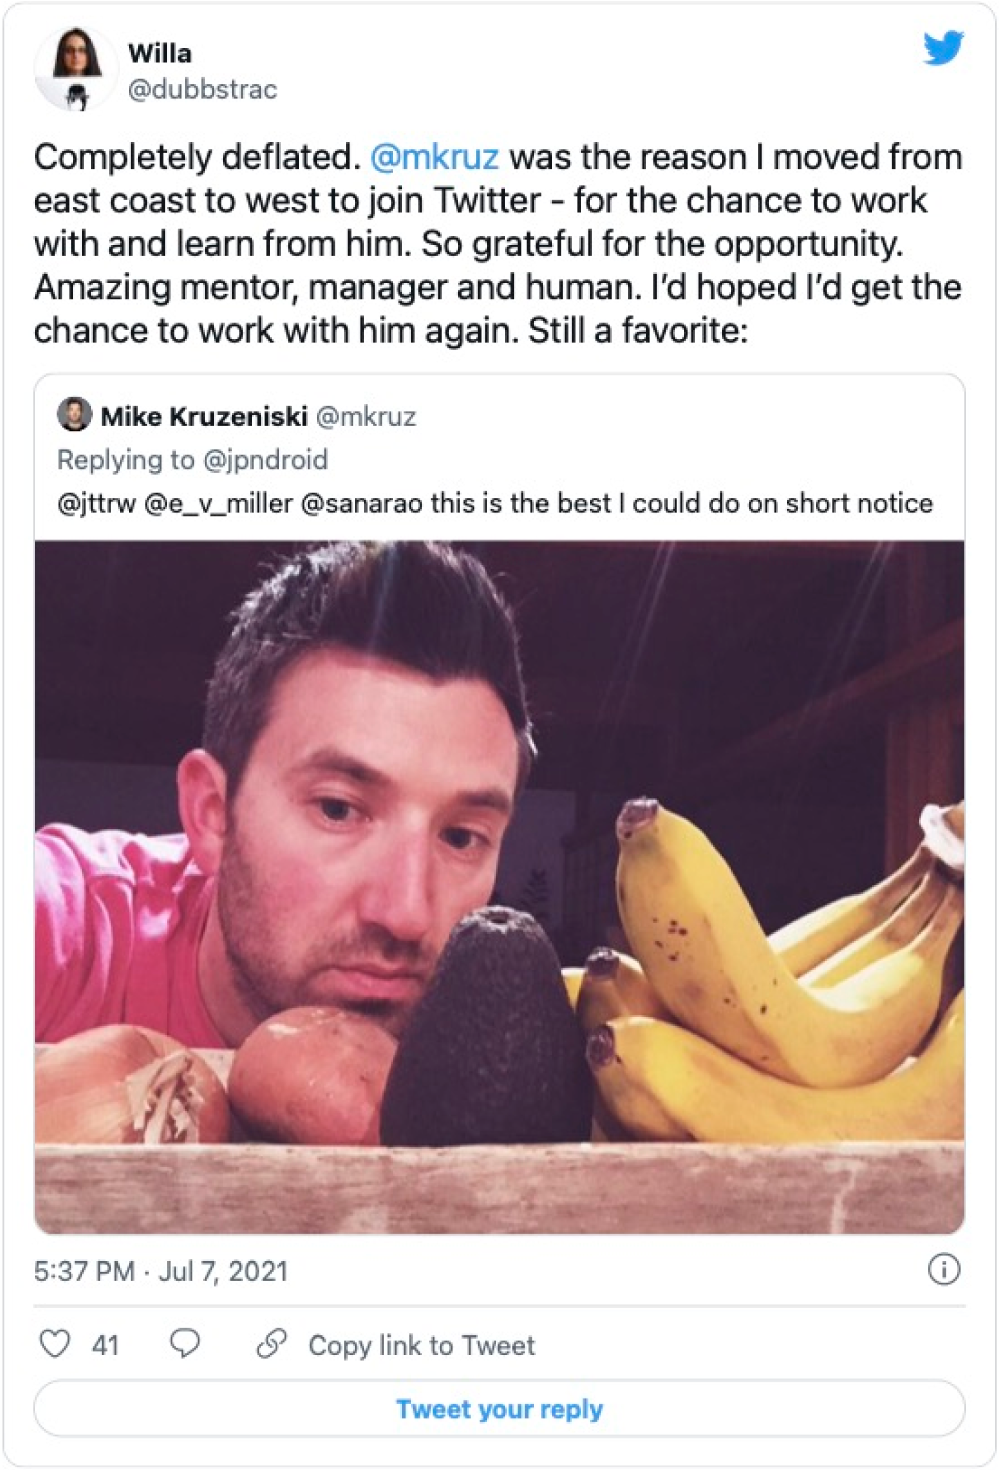 Willa
@dubbstrac
Completely deflated. @mkruz was the reason I moved from
east coast to west to join Twitter - for the chance to work
with and learn from him. So grateful for the opportunity.
Amazing mentor, manager and human. I’d hoped I’d get the
chance to work with him again. Still a favorite:
Mike Kruzeniski @mkruz
Replying to @jpndroid
@jttrw @e_v_miller @sanarao this is the best I could do on short notice
5:37 PM · Jul 7, 2021
41 Copy link to Tweet
Tweet your reply